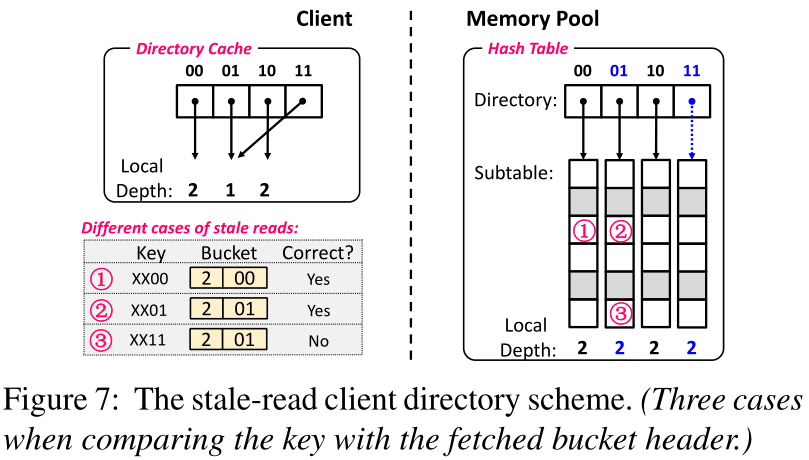 Client
Memory Pool
Directory Cache
00 01 10 11
Local
Depth: 2 1 2
Different cases of stale reads:
Key Bucket Correct?
① XX00 2 00 Yes
② XX01 2 01 Yes
③ XX11 2 01 No
Hash Table
00 01 10 11
Directory:
Subtable:
① ②
③
Local
Depth: 2 2 2 2
Figure 7: The stale-read client directory scheme. (Three cases
when comparing the key with the fetched bucket header.)